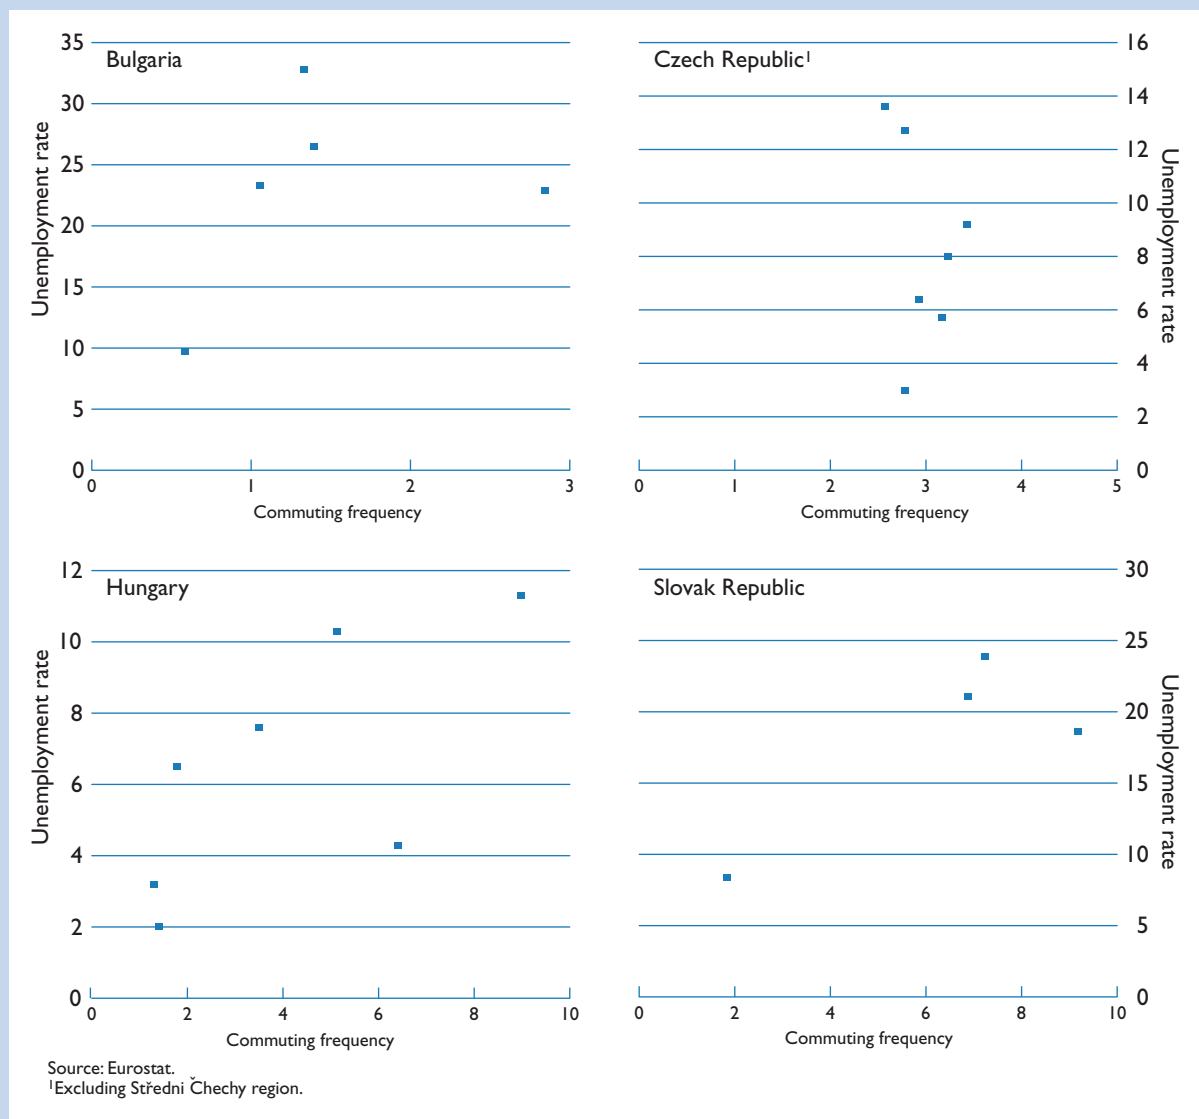 Bulgaria
Unemployment rate
35
30
25
20
15
10
5
0
0 1 2 3
Commuting frequency
Czech Republic¹
Unemployment rate
16
14
12
10
8
6
4
2
0
0 1 2 3 4 5
Commuting frequency
Hungary
Unemployment rate
12
10
8
6
4
2
0
0 2 4 6 8 10
Commuting frequency
Slovak Republic
Unemployment rate
30
25
20
15
10
5
0
0 2 4 6 8 10
Commuting frequency
Source: Eurostat.
¹Excluding Středni Čhechy region.